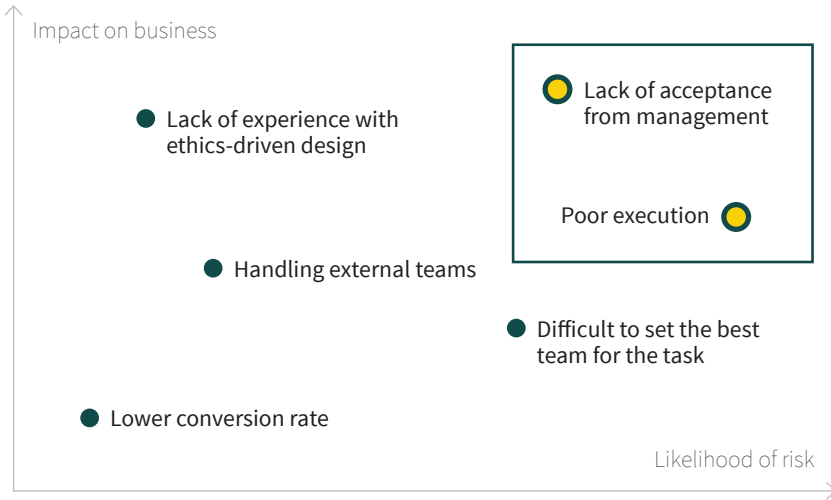 Impact on business
Lack of acceptance
from management
Lack of experience with
ethics-driven design
Poor execution
Handling external teams
Difficult to set the best
team for the task
Lower conversion rate
Likelihood of risk